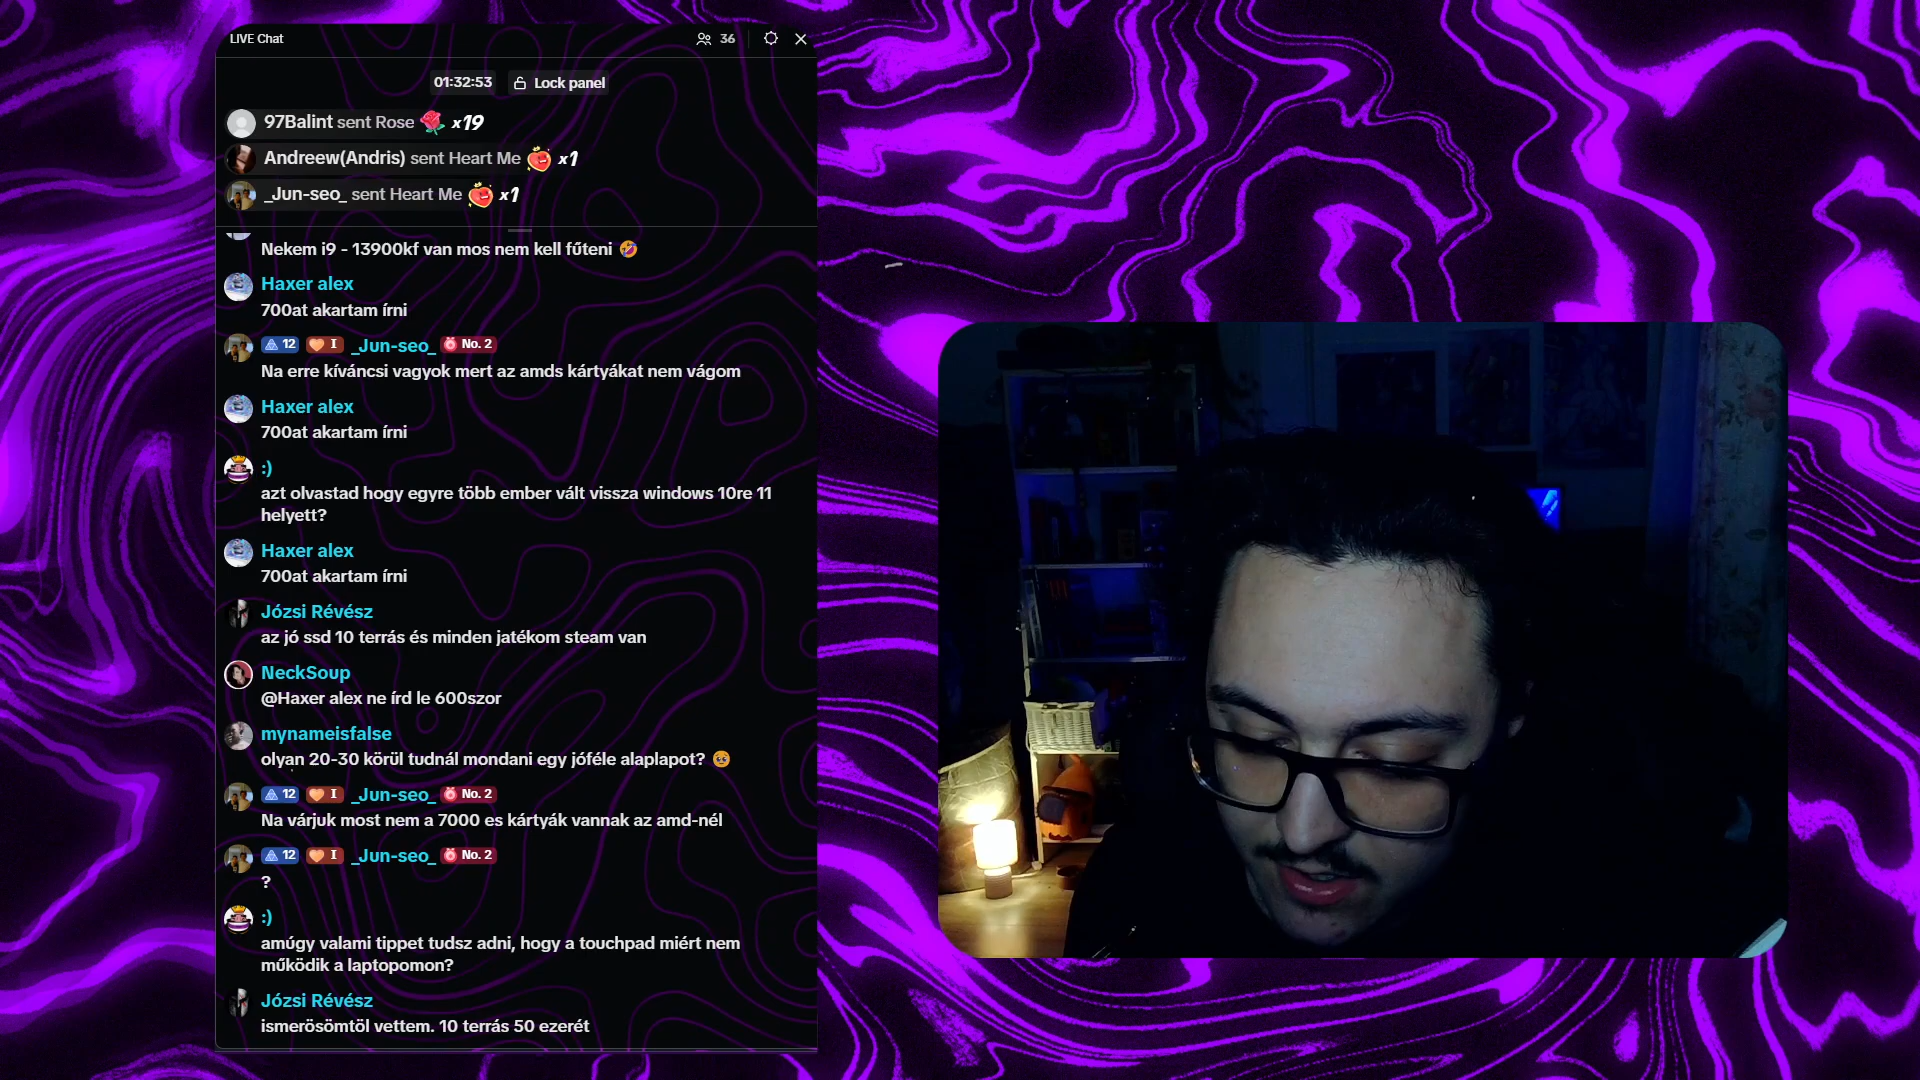 LIVE Chat
36
01:32:53
Lock panel
97Balint sent Rose x19
Andreew(Andris) sent Heart Me x1
_Jun-seo_ sent Heart Me x1
Nekem i9 - 13900kf van mos nem kell fűteni 🤣
Haxer alex
700at akartam írni
12 I _Jun-seo_ No. 2
Na erre kíváncsi vagyok mert az amds kártyákat nem vágom
Haxer alex
700at akartam írni
:)
azt olvastad hogy egyre több ember vált vissza windows 10re 11
helyett?
Haxer alex
700at akartam írni
Józsi Révész
az jó ssd 10 terrás és minden jatékom steam van
NeckSoup
@Haxer alex ne írd le 600szor
mynameisfalse
olyan 20-30 körül tudnál mondani egy jóféle alaplapot? 🥹
12 I _Jun-seo_ No. 2
Na várjuk most nem a 7000 es kártyák vannak az amd-nél
12 I _Jun-seo_ No. 2
?
:)
amúgy valami tippet tudsz adni, hogy a touchpad miért nem
működik a laptopomon?
Józsi Révész
ismerösömtöl vettem. 10 terrás 50 ezerét